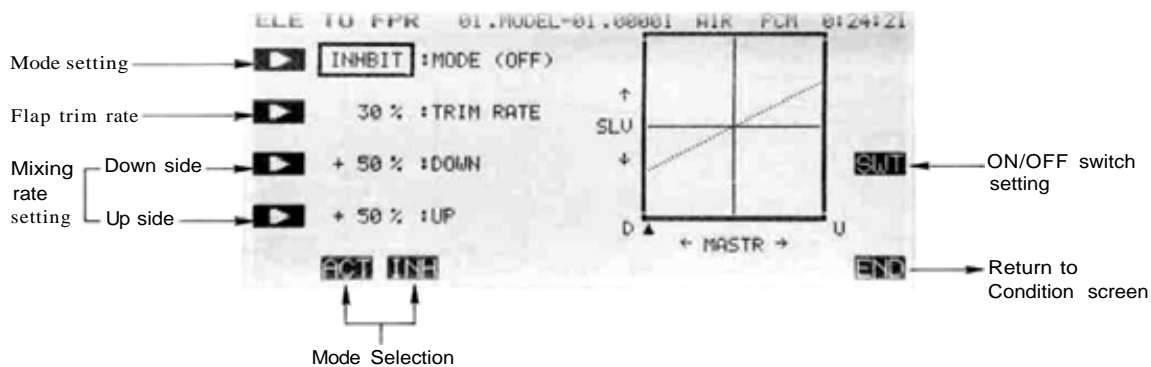 ELE TO FPR 01.MODEL-01.00001 AIR PCM 0:24:21
Mode setting
INHBIT :MODE (OFF)
Flap trim rate
30 % :TRIM RATE
Mixing rate setting
Down side
+ 50 % :DOWN
Up side
+ 50 % :UP
↑
SLV
↓
D
U
← MASTR →
SWT
ON/OFF switch
setting
ACT INH
END
Return to
Condition screen
Mode Selection